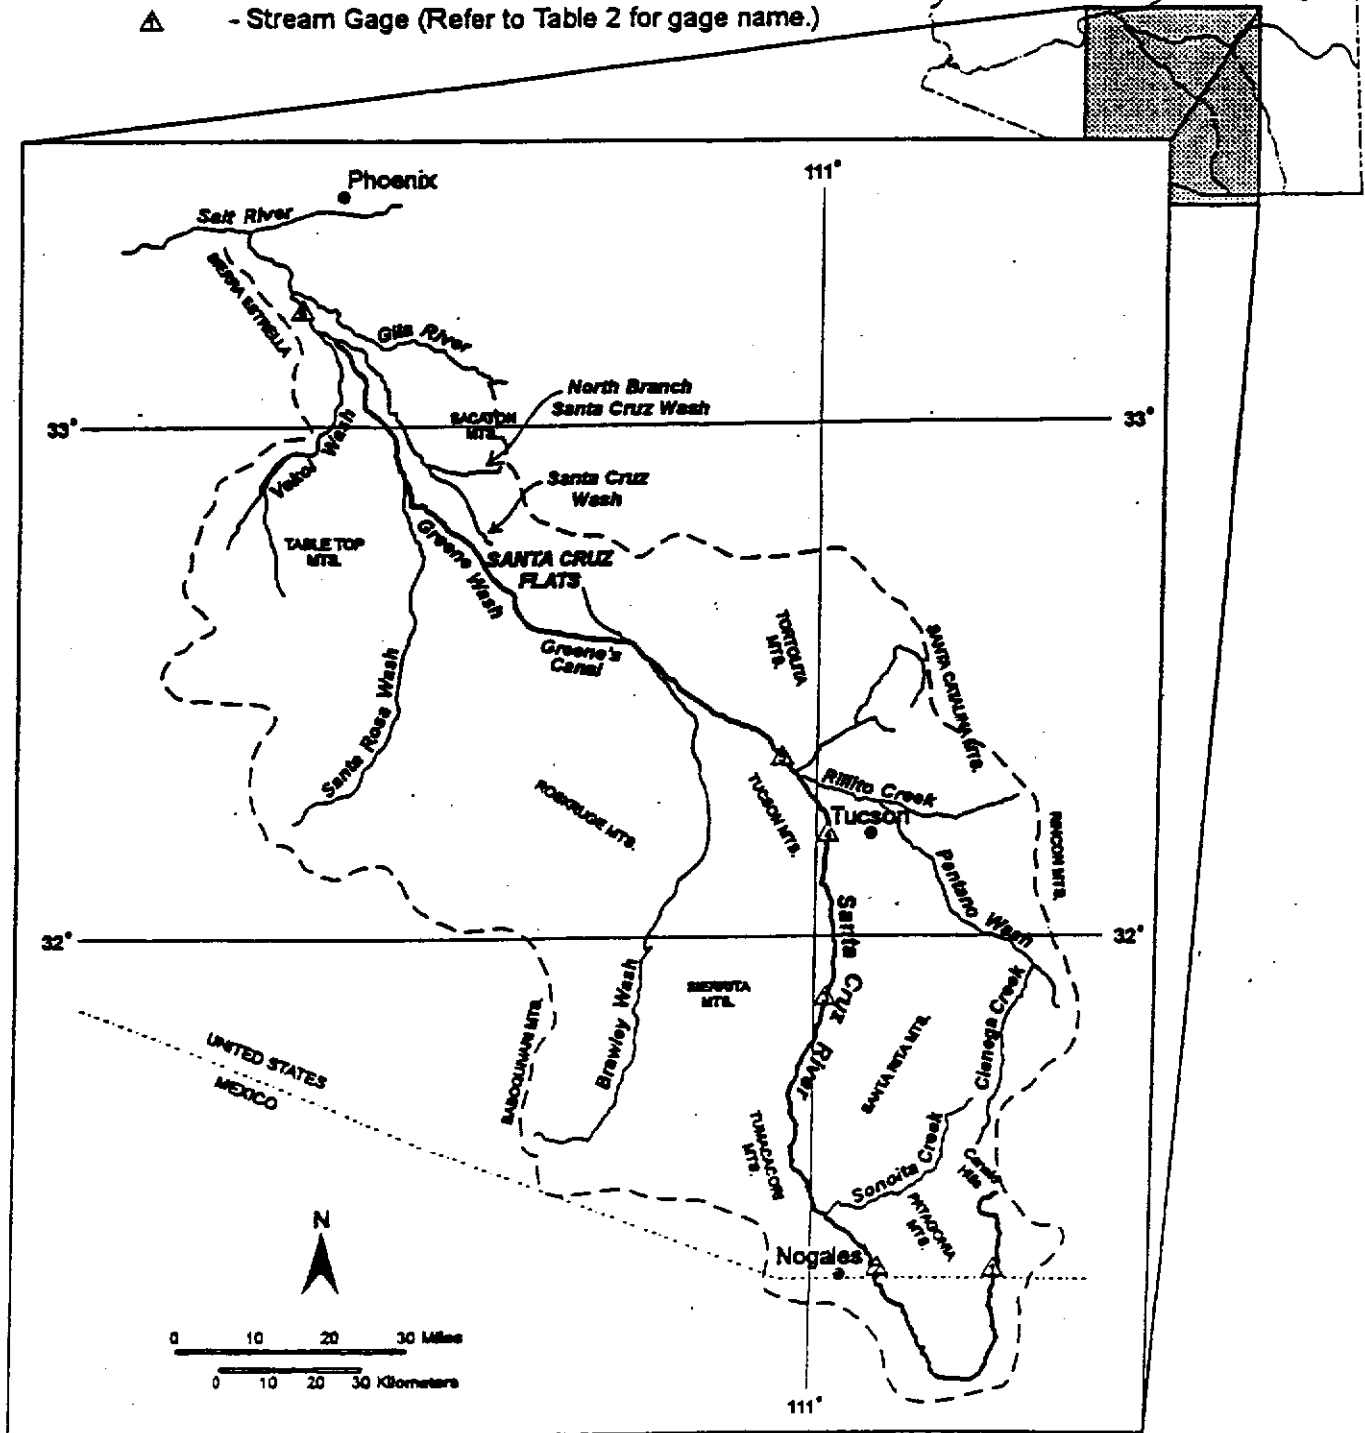 - Stream Gage (Refer to Table 2 for gage name.)
111°
Phoenix
Salt River
SIERRA ESTRELLA
Gila River
North Branch
Santa Cruz Wash
SACATON
MTS.
33°
33°
Vekol Wash
Santa Cruz
Wash
TABLE TOP
MTS.
Greene Wash
SANTA CRUZ
FLATS
Greene's
Canal
TORTOLITA
MTS.
SANTA CATALINA MTS.
Santa Rosa Wash
ROSKRUGE MTS.
TUCSON MTS.
Rillito Creek
Tucson
RINCON MTS.
Pantano Wash
Santa Cruz River
32°
32°
SIERRITA
MTS.
Brawley Wash
BABOQUIVARI MTS.
Cienega Creek
SANTA RITA MTS.
UNITED STATES
MEXICO
TUMACACORI
MTS.
Sonoita Creek
Canelo
Hills
PATAGONIA
MTS.
N
Nogales
0 10 20 30 Miles
0 10 20 30 Kilometers
111°